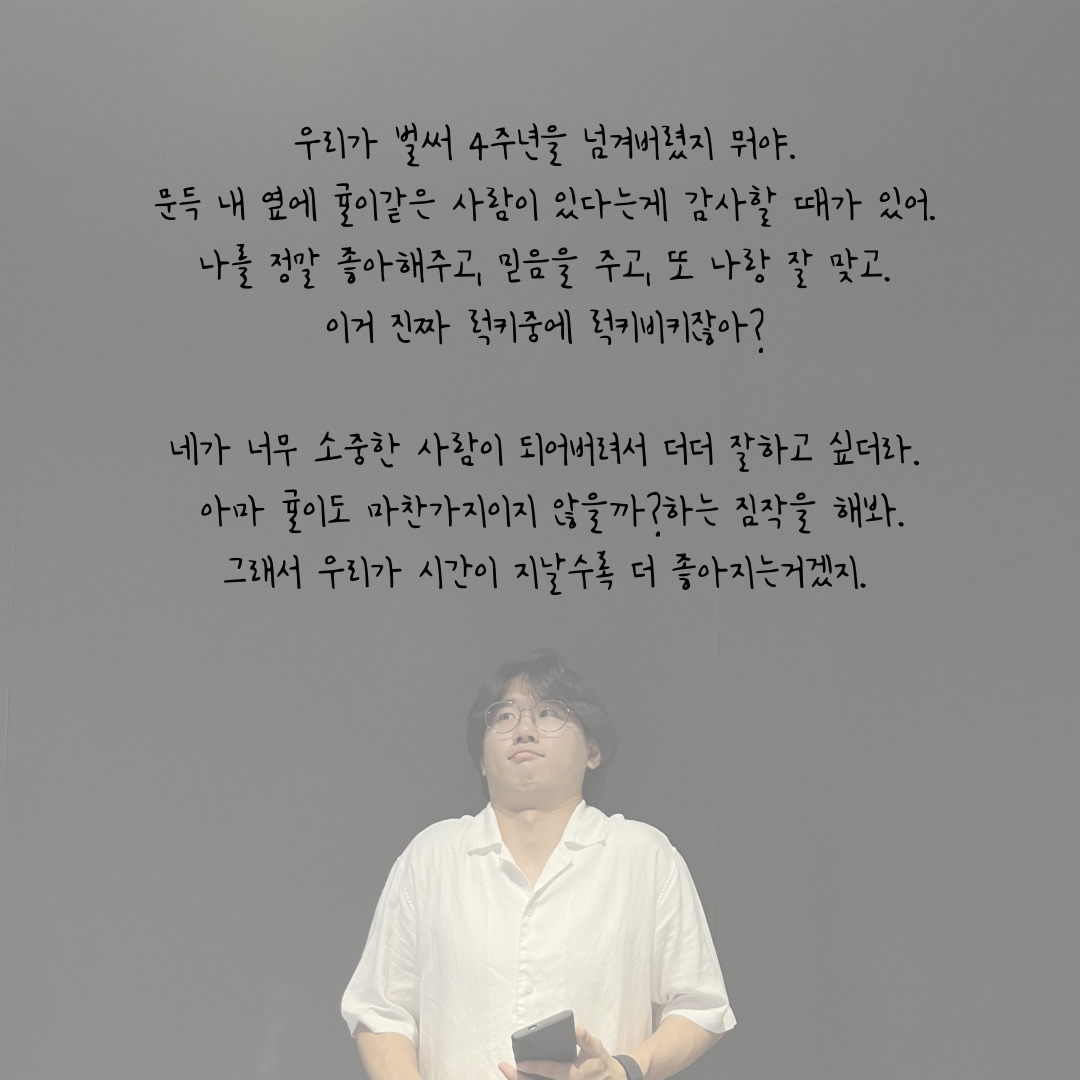 우리가 벌써 4주년을 넘겨버렸지 뭐야.
문득 내 옆에 귤이같은 사람이 있다는게 감사할 때가 있어.
나를 정말 좋아해주고, 믿음을 주고, 또 나랑 잘 맞고.
이거 진짜 럭키중에 럭키비키잖아?
네가 너무 소중한 사람이 되어버려서 더더 잘하고 싶더라.
아마 귤이도 마찬가지이지 않을까?하는 짐작을 해봐.
그래서 우리가 시간이 지날수록 더 좋아지는거겠지.